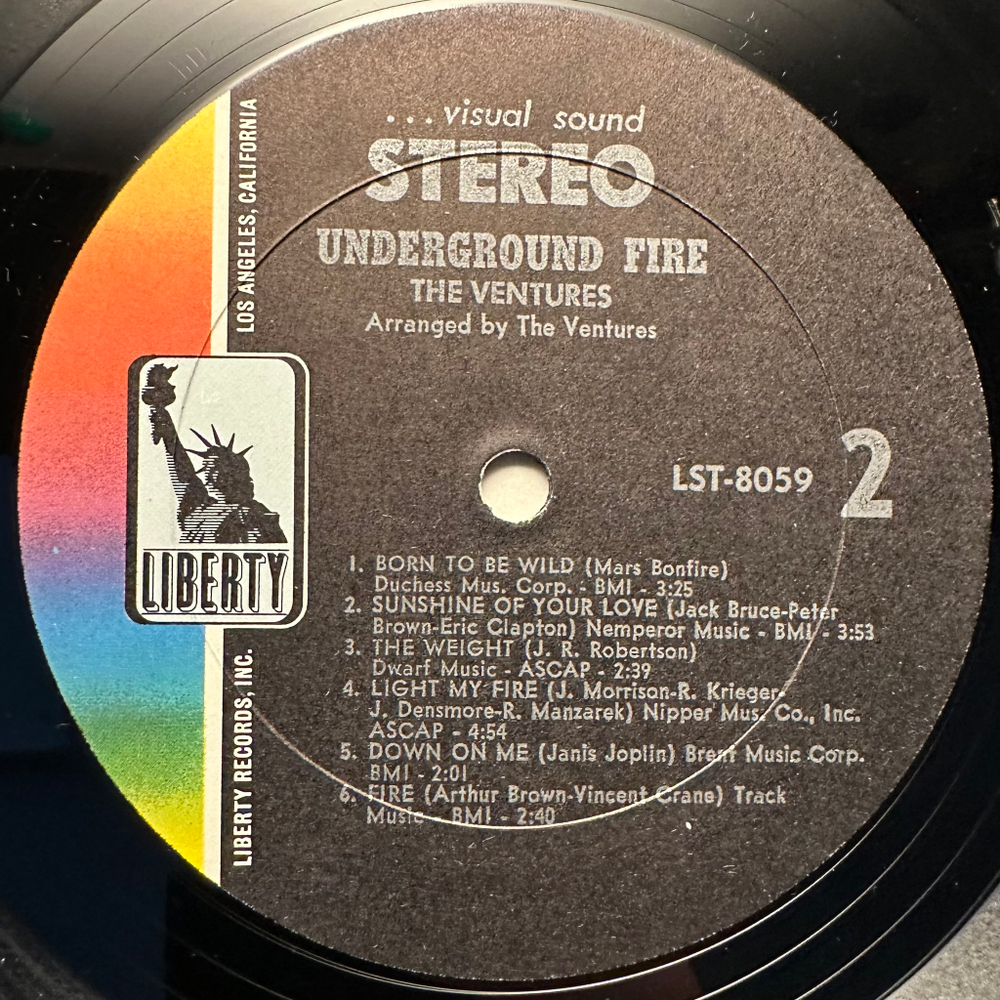 ...visual sound
STEREO
UNDERGROUND FIRE
THE VENTURES
Arranged by The Ventures
LOS ANGELES, CALIFORNIA
LIBERTY
LIBERTY RECORDS, INC.
LST-8059
2
1. BORN TO BE WILD (Mars Bonfire)
Duchess Mus. Corp. - BMI - 3:25
2. SUNSHINE OF YOUR LOVE (Jack Bruce-Peter
Brown-Eric Clapton) Nemperor Music - BMI - 3:53
3. THE WEIGHT (J. R. Robertson)
Dwarf Music - ASCAP - 2:39
4. LIGHT MY FIRE (J. Morrison-R. Krieger-
J. Densmore-R. Manzarek) Nipper Mus. Co., Inc.
ASCAP - 4:54
5. DOWN ON ME (Janis Joplin) Brent Music Corp.
BMI - 2:01
6. FIRE (Arthur Brown-Vincent Crane) Track
Music - BMI - 2:40